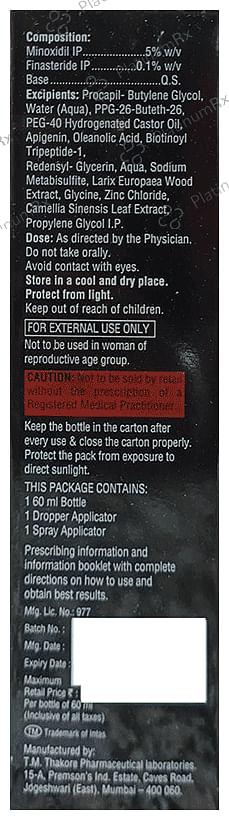 Composition:
Minoxidil IP....................5% w/v
Finasteride IP..............0.1% w/v
Base...................................Q.S.
Excipients: Procapil- Butylene Glycol,
Water (Aqua), PPG-26-Buteth-26,
PEG-40 Hydrogenated Castor Oil,
Apigenin, Oleanolic Acid, Biotinoyl
Tripeptide-1,
Redensyl- Glycerin, Aqua, Sodium
Metabisulfite, Larix Europaea Wood
Extract, Glycine, Zinc Chloride,
Camellia Sinensis Leaf Extract,
Propylene Glycol I.P.
Dose: As directed by the Physician.
Do not take orally.
Avoid contact with eyes.
Store in a cool and dry place.
Protect from light.
Keep out of reach of children.
FOR EXTERNAL USE ONLY
Not to be used in woman of
reproductive age group.
CAUTION: Not to be sold by retail
without the prescription of a
Registered Medical Practitioner.
Keep the bottle in the carton after
every use & close the carton properly.
Protect the pack from exposure to
direct sunlight.
THIS PACKAGE CONTAINS:
1 60 ml Bottle
1 Dropper Applicator
1 Spray Applicator
Prescribing information and
information booklet with complete
directions on how to use and
obtain best results.
Mfg. Lic. No.: 977
Batch No. :
Mfg. Date :
Expiry Date :
Maximum
Retail Price ₹ :
Per bottle of 60 ml
(Inclusive of all taxes)
TM Trademark of Intas
Manufactured by:
T.M. Thakore Pharmaceutical laboratories.
15-A, Premson's Ind. Estate, Caves Road,
Jogeshwari (East), Mumbai – 400 060.